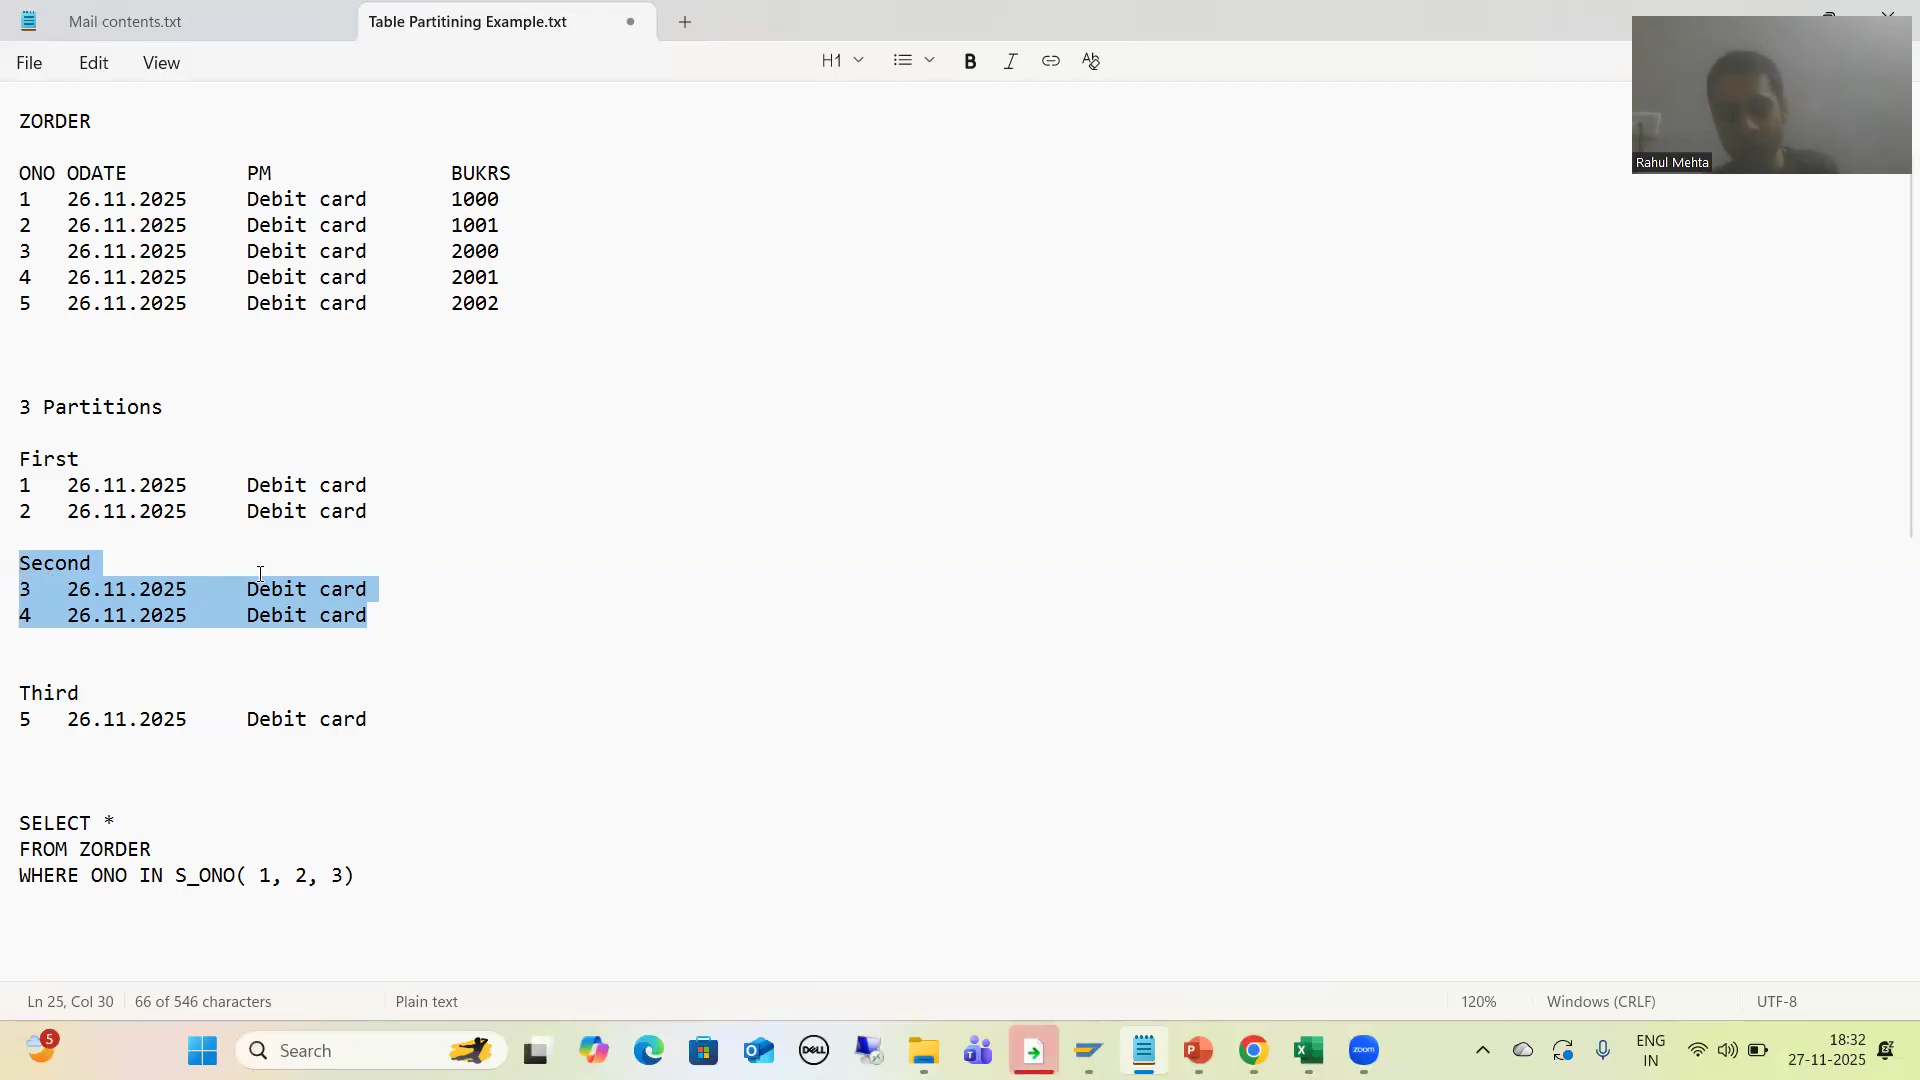 Mail contents.txt
Table Partitining Example.txt
File Edit View
H1
Rahul Mehta
ZORDER
ONO ODATE PM BUKRS
1 26.11.2025 Debit card 1000
2 26.11.2025 Debit card 1001
3 26.11.2025 Debit card 2000
4 26.11.2025 Debit card 2001
5 26.11.2025 Debit card 2002
3 Partitions
First
1 26.11.2025 Debit card
2 26.11.2025 Debit card
Second
3 26.11.2025 Debit card
4 26.11.2025 Debit card
Third
5 26.11.2025 Debit card
SELECT *
FROM ZORDER
WHERE ONO IN S_ONO( 1, 2, 3)
Ln 25, Col 30 66 of 546 characters Plain text 120% Windows (CRLF) UTF-8
5
Search
DELL
zoom
ENG
IN
18:32
27-11-2025